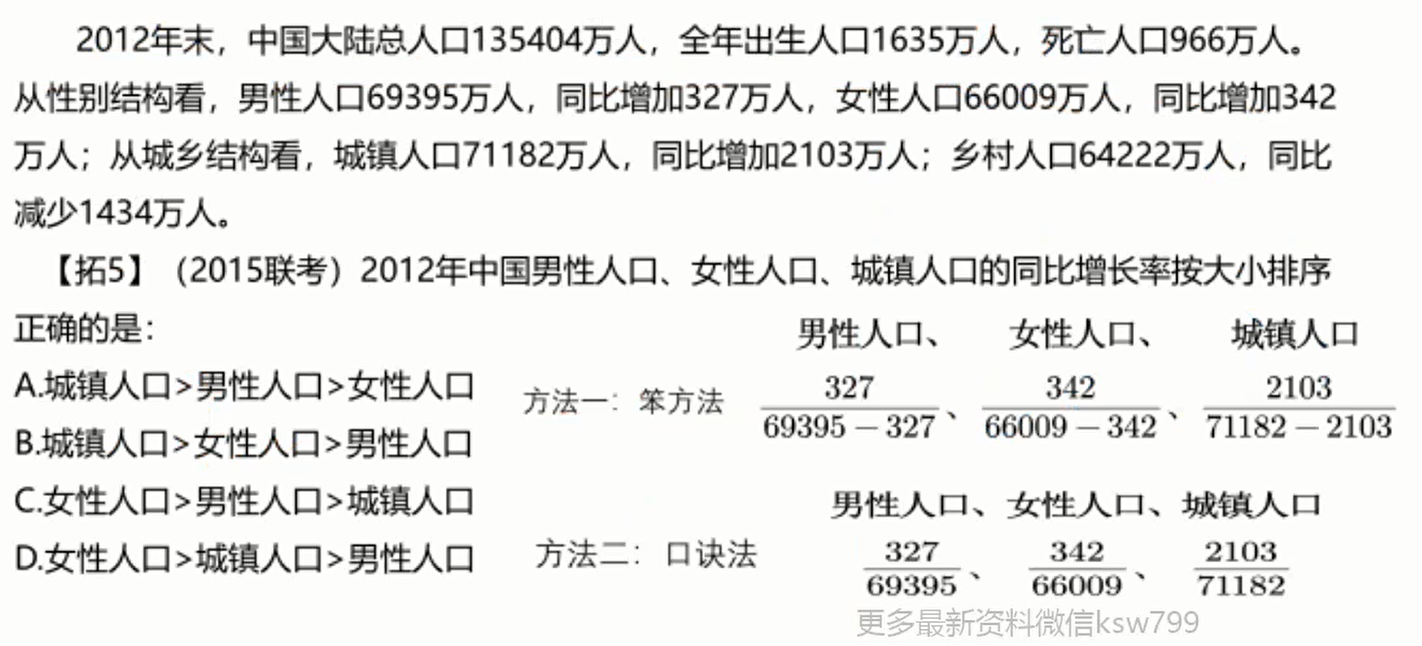 2012年末，中国大陆总人口135404万人，全年出生人口1635万人，死亡人口966万人。
从性别结构看，男性人口69395万人，同比增加327万人，女性人口66009万人，同比增加342
万人；从城乡结构看，城镇人口71182万人，同比增加2103万人；乡村人口64222万人，同比
减少1434万人。
【拓5】（2015联考）2012年中国男性人口、女性人口、城镇人口的同比增长率按大小排序
正确的是：
A.城镇人口>男性人口>女性人口
B.城镇人口>女性人口>男性人口
C.女性人口>男性人口>城镇人口
D.女性人口>城镇人口>男性人口
男性人口、 女性人口、 城镇人口
方法一：笨方法 327/(69395－327)、 342/(66009－342)、 2103/(71182－2103)
男性人口、女性人口、城镇人口
方法二：口诀法 327/69395、 342/66009、 2103/71182
更多最新资料微信ksw799